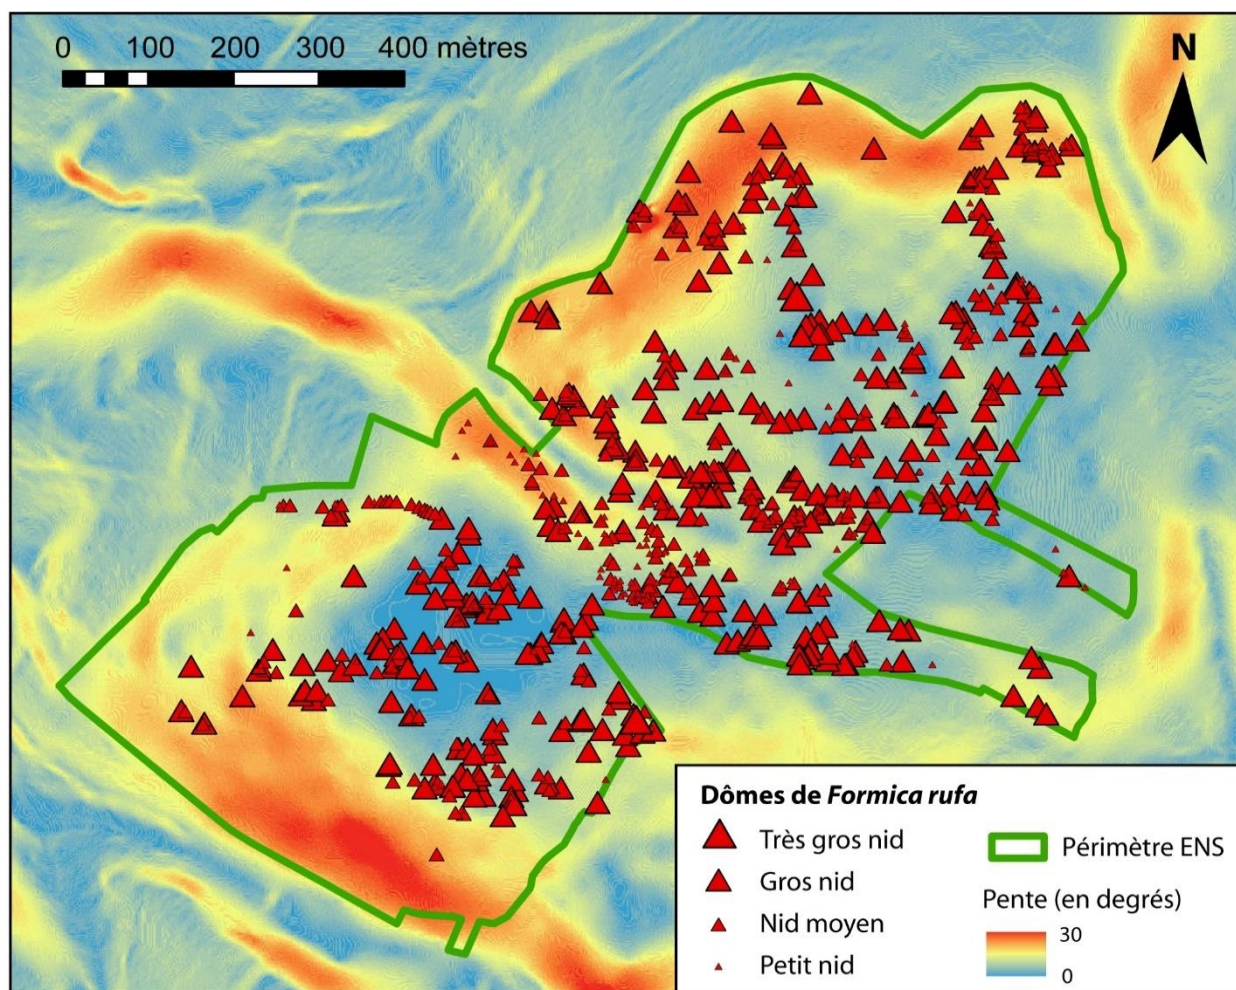 0 100 200 300 400 mètres
N
Dômes de Formica rufa
Très gros nid
Gros nid
Nid moyen
Petit nid
Périmètre ENS
Pente (en degrés)
30
0